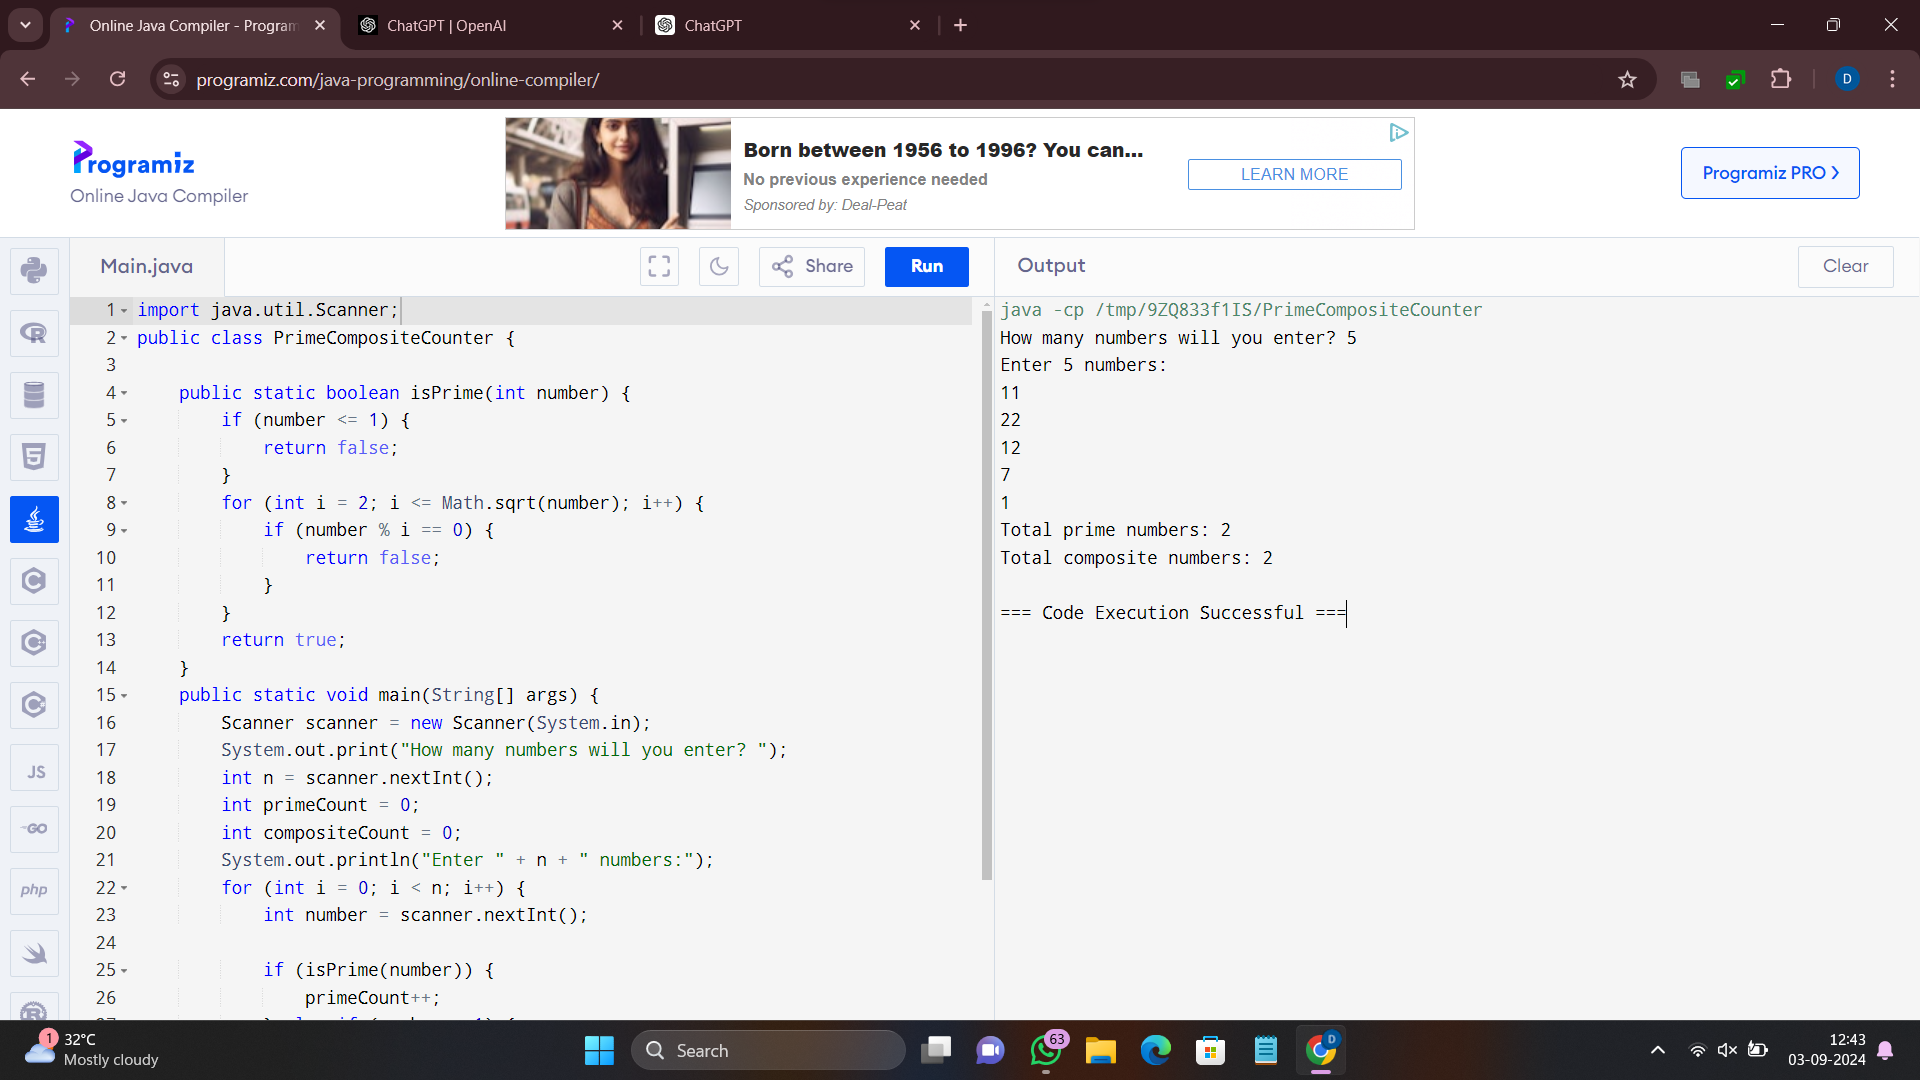 Online Java Compiler - Program
ChatGPT | OpenAI
ChatGPT
programiz.com/java-programming/online-compiler/
D
Programiz
Online Java Compiler
Born between 1956 to 1996? You can...
No previous experience needed
Sponsored by: Deal-Peat
LEARN MORE
Programiz PRO >
Main.java
Share
Run
Output
Clear
1 import java.util.Scanner;
2 public class PrimeCompositeCounter {
3
4 public static boolean isPrime(int number) {
5 if (number <= 1) {
6 return false;
7 }
8 for (int i = 2; i <= Math.sqrt(number); i++) {
9 if (number % i == 0) {
10 return false;
11 }
12 }
13 return true;
14 }
15 public static void main(String[] args) {
16 Scanner scanner = new Scanner(System.in);
17 System.out.print("How many numbers will you enter? ");
18 int n = scanner.nextInt();
19 int primeCount = 0;
20 int compositeCount = 0;
21 System.out.println("Enter " + n + " numbers:");
22 for (int i = 0; i < n; i++) {
23 int number = scanner.nextInt();
24
25 if (isPrime(number)) {
26 primeCount++;
java -cp /tmp/9ZQ833f1IS/PrimeCompositeCounter
How many numbers will you enter? 5
Enter 5 numbers:
11
22
12
7
1
Total prime numbers: 2
Total composite numbers: 2
=== Code Execution Successful ===
JS
GO
php
1
32°C
Mostly cloudy
Search
63
D
12:43
03-09-2024